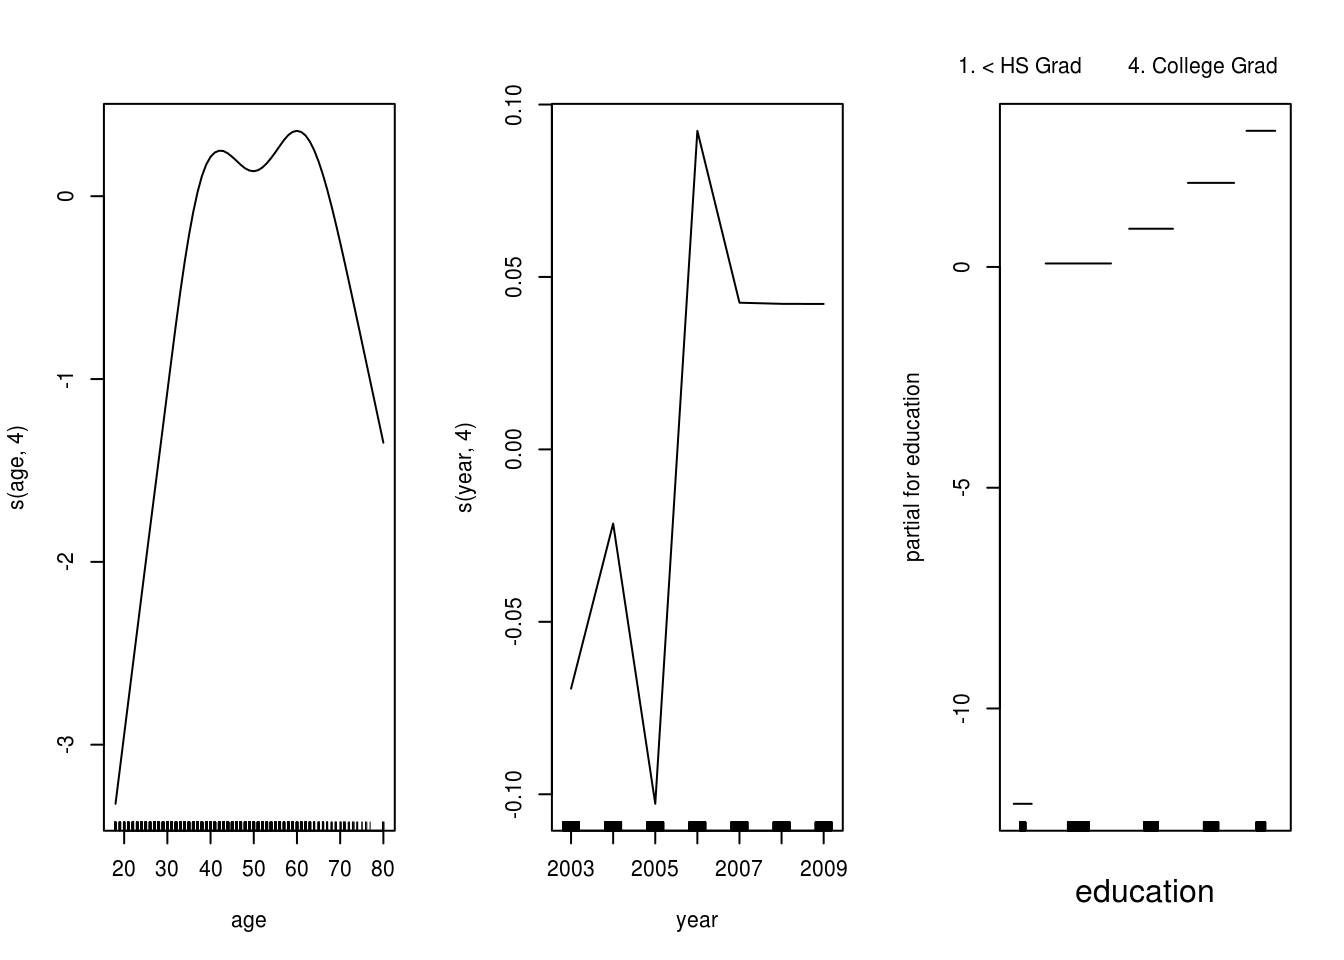 1. < HS Grad 4. College Grad
s(age, 4)
0
-1
-2
-3
20 30 40 50 60 70 80
age
s(year, 4)
0.10
0.05
0.00
-0.05
-0.10
2003 2005 2007 2009
year
partial for education
0
-5
-10
education